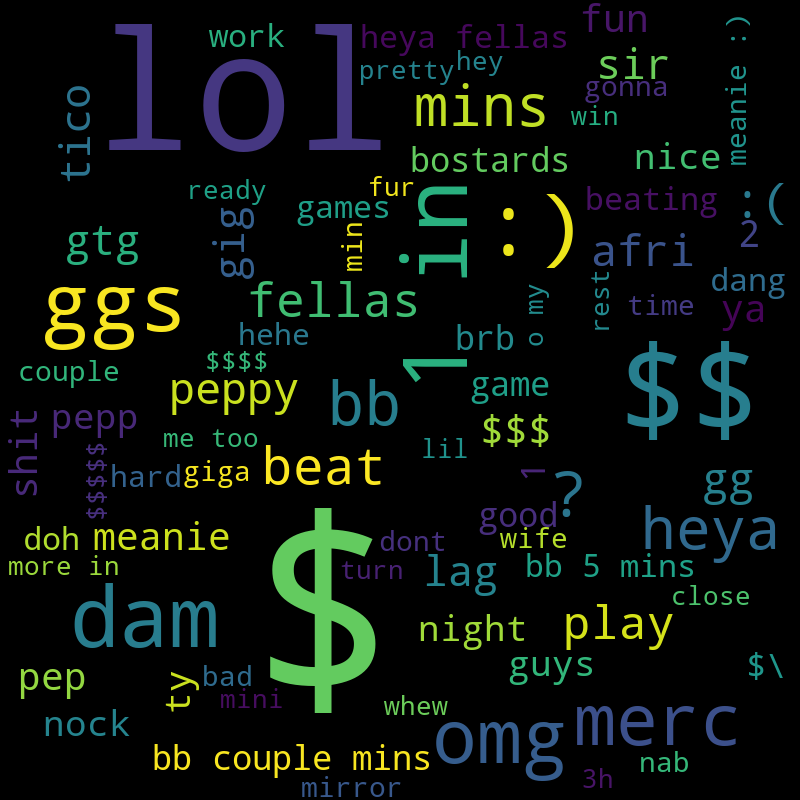 lol
work
heya fellas
fun
pretty
hey
sir
gonna
meanie :)
tico
mins
win
bostards
nice
ready
fur
games
in
:)
beating
:(
gtg
gig
min
afri
2
dang
ggs
fellas
o my
rest
time
ya
hehe
brb
couple
$$$$
1
game
$$
peppy
bb
pepp
me too
lil
$$$
shit
$$$$$
hard
giga
beat
1
?
gg
good
heya
doh
meanie
dont
wife
more in
turn
lag
bb 5 mins
close
dam
$
night
play
pep
ty
bad
mini
guys
$\
whew
nock
omg
merc
bb couple mins
nab
mirror
3h